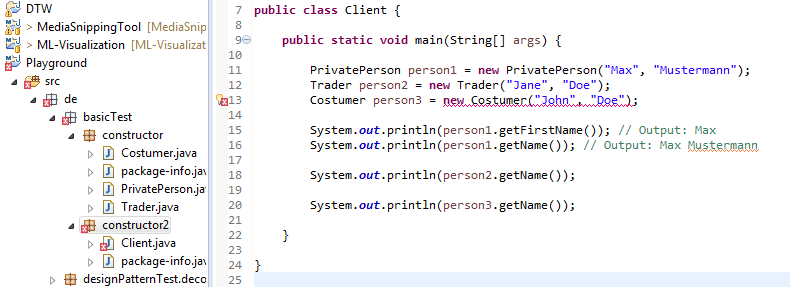 DTW
> MediaSnippingTool [MediaSnip
> ML-Visualization [ML-Visualizat
Playground
src
de
basicTest
constructor
Costumer.java
package-info.java
PrivatePerson.java
Trader.java
constructor2
Client.java
package-info.java
designPatternTest.deco
7 public class Client {
8
9 public static void main(String[] args) {
10
11 PrivatePerson person1 = new PrivatePerson("Max", "Mustermann");
12 Trader person2 = new Trader("Jane", "Doe");
13 Costumer person3 = new Costumer("John", "Doe");
14
15 System.out.println(person1.getFirstName()); // Output: Max
16 System.out.println(person1.getName()); // Output: Max Mustermann
17
18 System.out.println(person2.getName());
19
20 System.out.println(person3.getName());
21
22 }
23
24 }
25